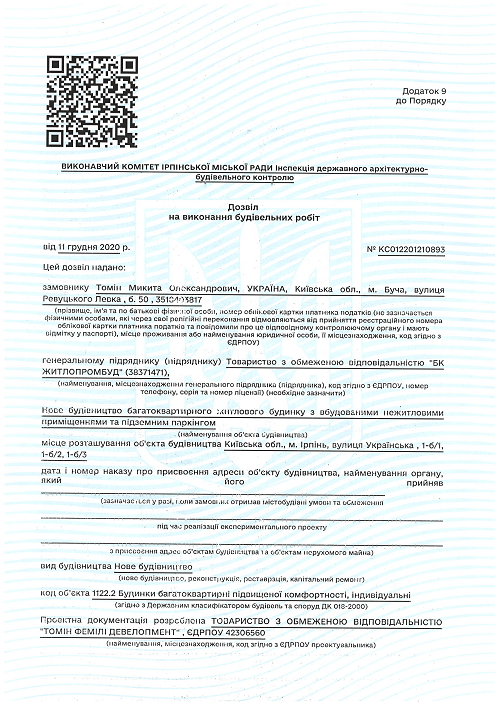 Додаток 9
до Порядку
ВИКОНАВЧИЙ КОМІТЕТ ІРПІНСЬКОЇ МІСЬКОЇ РАДИ Інспекція державного архітектурно-
будівельного контролю
Дозвіл
на виконання будівельних робіт
від 11 грудня 2020 р.
№ КС012201210893
Цей дозвіл надано:
замовнику Томін Микита Олександрович, УКРАЇНА, Київська обл., м. Буча, вулиця
Ревуцького Левка , б. 50 ,
(прізвище, ім'я та по батькові фізичної особи, номер облікової картки платника податків (не зазначається
фізичними особами, які через свої релігійні переконання відмовляються від прийняття реєстраційного номера
облікової картки платника податків та повідомили про це відповідному контролюючому органу і мають
відмітку у паспорті), місце проживання або найменування юридичної особи, її місцезнаходження, код згідно з
ЄДРПОУ)
генеральному підряднику (підряднику) Товариство з обмеженою відповідальністю "БК
ЖИТЛОПРОМБУД" (38371471),
(найменування, місцезнаходження генерального підрядника (підрядника), код згідно з ЄДРПОУ, номер
телефону, серія та номер ліцензії) (необхідне зазначити)
Нове будівництво багатоквартирного житлового будинку з вбудованими нежитловими
приміщеннями та підземним паркінгом
(найменування об'єкта будівництва)
місце розташування об'єкта будівництва Київська обл., м. Ірпінь, вулиця Українська , 1-б/1,
1-б/2, 1-б/3
дата і номер наказу про присвоєння адреси об'єкту будівництва, найменування органу,
який його прийняв
(зазначається у разі, коли замовник отримав містобудівні умови та обмеження
під час реалізації експериментального проекту
з присвоєння адрес об'єктам будівництва та об'єктам нерухомого майна)
вид будівництва Нове будівництво
(нове будівництво, реконструкція, реставрація, капітальний ремонт)
код об'єкта 1122.2 Будинки багатоквартирні підвищеної комфортності, індивідуальні
(згідно з Державним класифікатором будівель та споруд ДК 018-2000)
Проектна документація розроблена ТОВАРИСТВО З ОБМЕЖЕНОЮ ВІДПОВІДАЛЬНІСТЮ
"ТОМІН ФЕМІЛІ ДЕВЕЛОПМЕНТ" , ЄДРПОУ 42306560
(найменування, місцезнаходження, код згідно з ЄДРПОУ проектувальника)